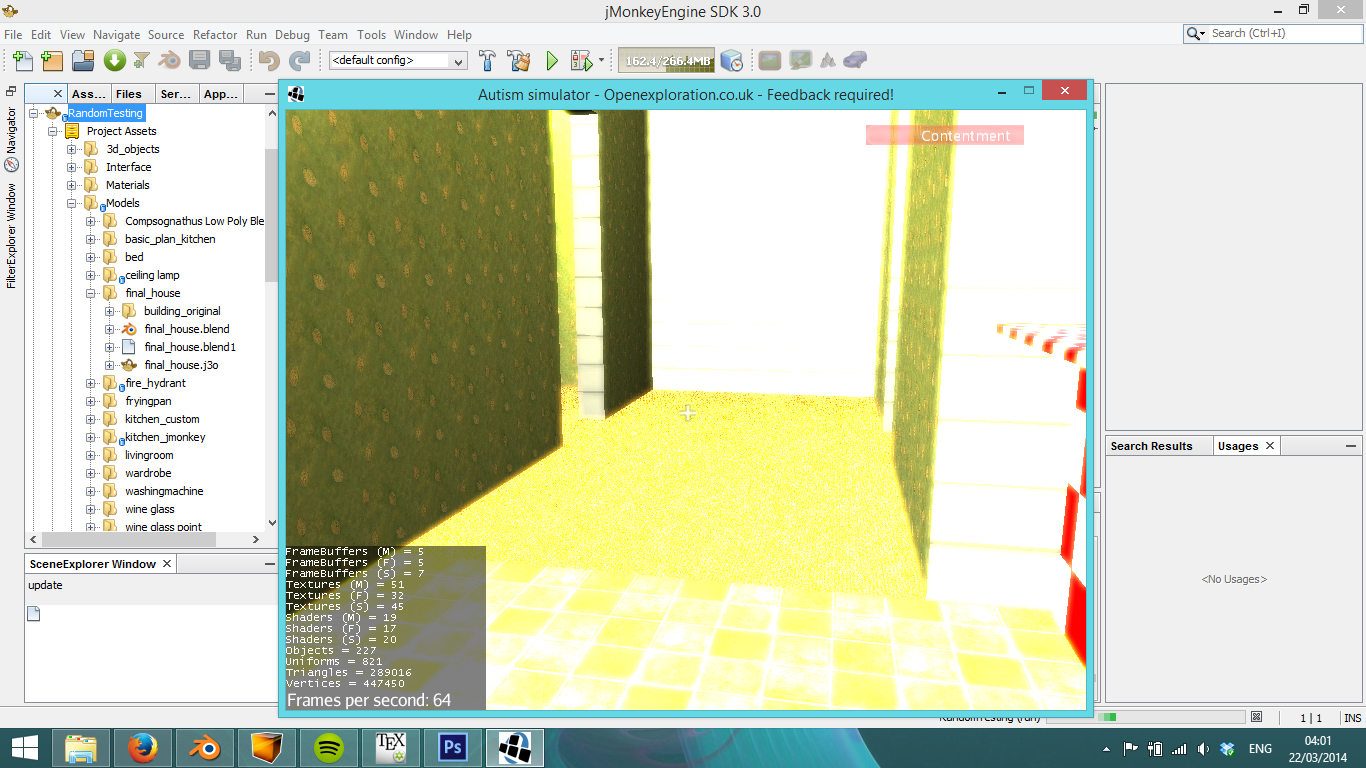 jMonkeyEngine SDK 3.0
File Edit View Navigate Source Refactor Run Debug Team Tools Window Help
Search (Ctrl+I)
<default config>
162.4/266.4MB
Ass... Files Ser... App...
Navigator
FilterExplorer Window
RandomTesting
Project Assets
3d_objects
Interface
Materials
Models
Compsognathus Low Poly Ble
basic_plan_kitchen
bed
ceiling lamp
final_house
building_original
final_house.blend
final_house.blend1
final_house.j3o
fire_hydrant
fryingpan
kitchen_custom
kitchen_jmonkey
livingroom
wardrobe
washingmachine
wine glass
wine glass point
SceneExplorer Window
update
Autism simulator - Openexploration.co.uk - Feedback required!
Contentment
FrameBuffers (M) = 5
FrameBuffers (F) = 5
FrameBuffers (S) = 7
Textures (M) = 51
Textures (F) = 32
Textures (S) = 45
Shaders (M) = 19
Shaders (F) = 17
Shaders (S) = 20
Objects = 227
Uniforms = 821
Triangles = 289016
Vertices = 447450
Frames per second: 64
Search Results Usages
<No Usages>
RandomTesting (run)
1 | 1 INS
TEX
Ps
ENG
04:01
22/03/2014